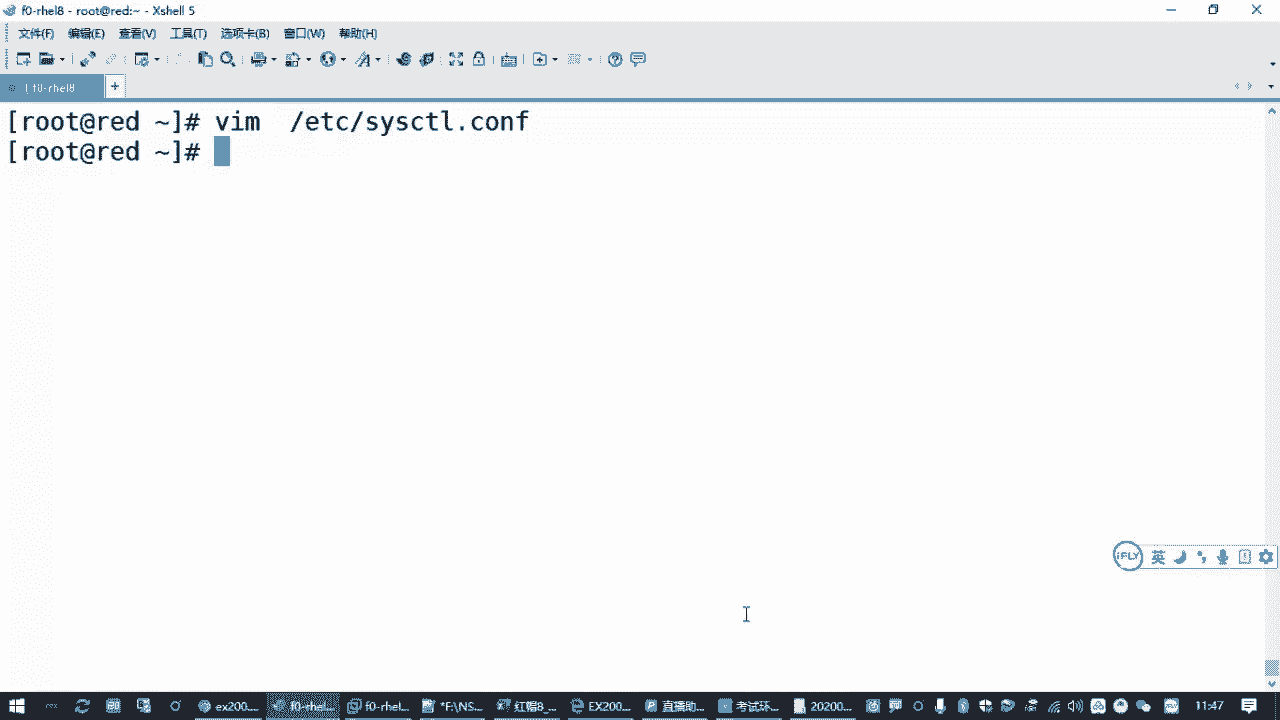 f0-rhel8 - root@red:~ - Xshell 5
文件(F) 编辑(E) 查看(V) 工具(T) 选项卡(B) 窗口(W) 帮助(H)
f0-rhel8
[root@red ~]# vim  /etc/sysctl.conf
[root@red ~]#
iFLY 英
ex200... f0-rhe... f0-rhel... *F:\NS... 红帽8_... EX200... 直播助... 考试环... 20200... 11:47